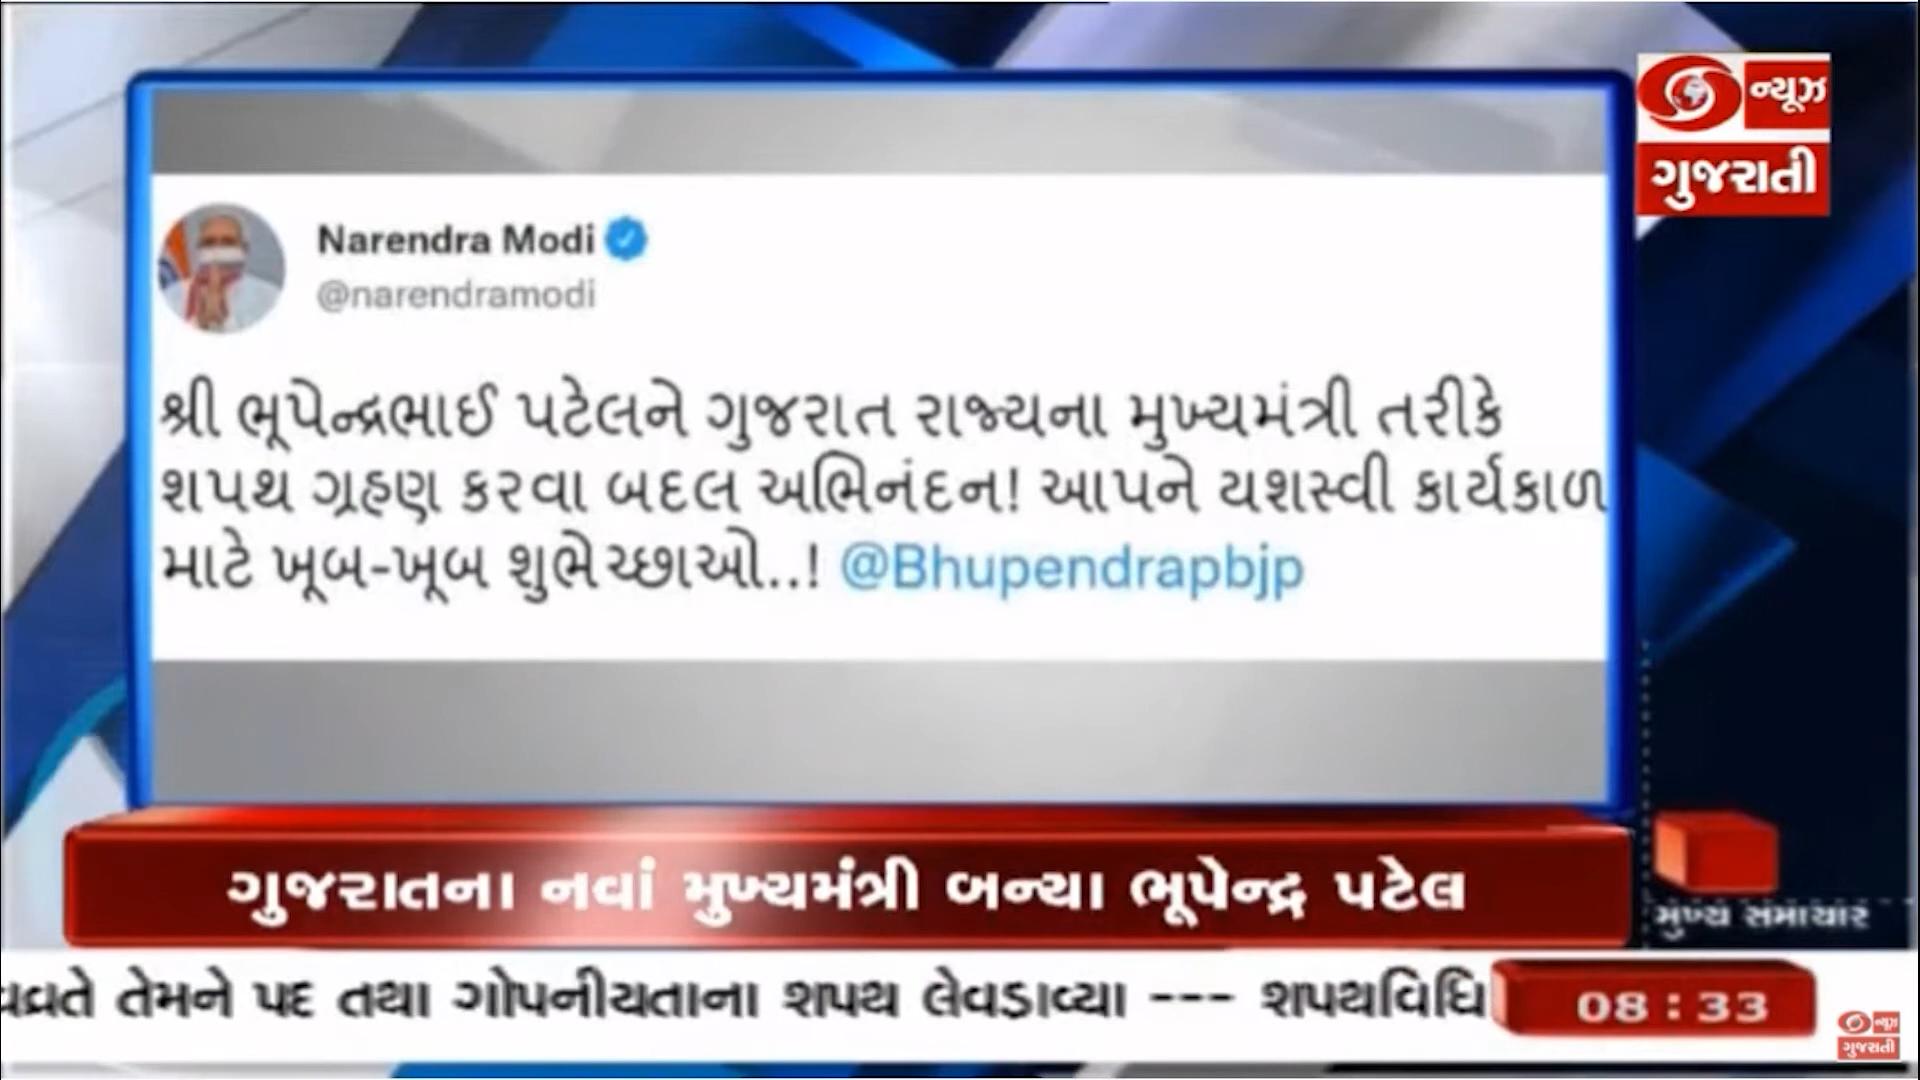 ન્યૂઝ
ગુજરાતી
Narendra Modi
@narendramodi
શ્રી ભૂપેન્દ્રભાઈ પટેલને ગુજરાત રાજ્યના મુખ્યમંત્રી તરીકે
શપથ ગ્રહણ કરવા બદલ અભિનંદન! આપને યશસ્વી કાર્યકાળ
માટે ખૂબ-ખૂબ શુભેચ્છાઓ..! @Bhupendrapbjp
ગુજરાતના નવાં મુખ્યમંત્રી બન્યા ભૂપેન્દ્ર પટેલ
મુખ્ય સમાચાર
તેમને પદ તથા ગોપનીયતાના શપથ લેવડાવ્યા --- શપથવિધિ
08 : 33
ન્યૂઝ
ગુજરાતી